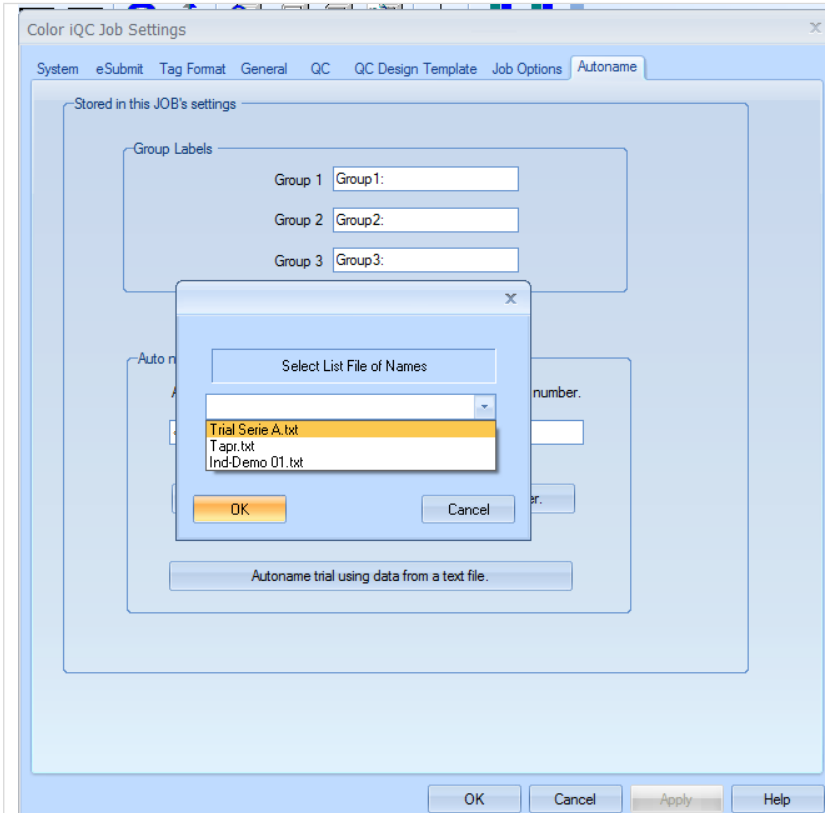 Color iQC Job Settings
System eSubmit Tag Format General QC QC Design Template Job Options Autoname
Stored in this JOB's settings
Group Labels
Group 1 Group1:
Group 2 Group2:
Group 3 Group3:
Auto n
number.
Select List File of Names
Trial Serie A.txt
Tapr.txt
Ind-Demo 01.txt
er.
OK Cancel
Autoname trial using data from a text file.
OK Cancel Apply Help